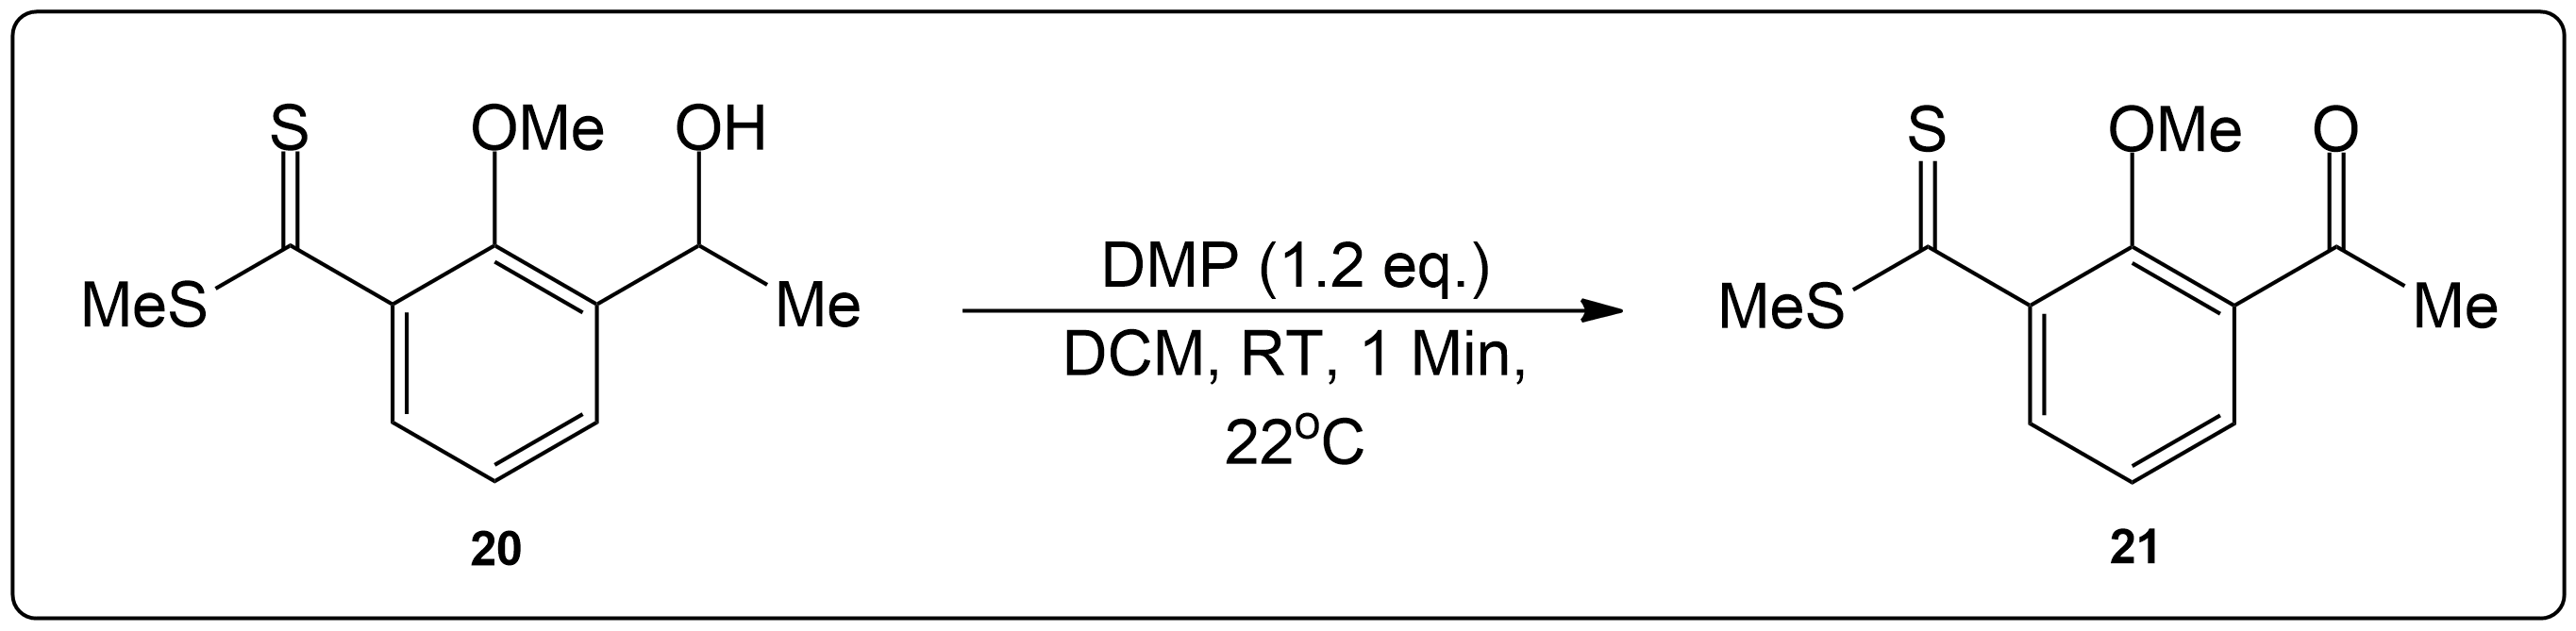 S OMe OH
MeS Me
20
DMP (1.2 eq.)
DCM, RT, 1 Min,
22°C
S OMe O
MeS Me
21